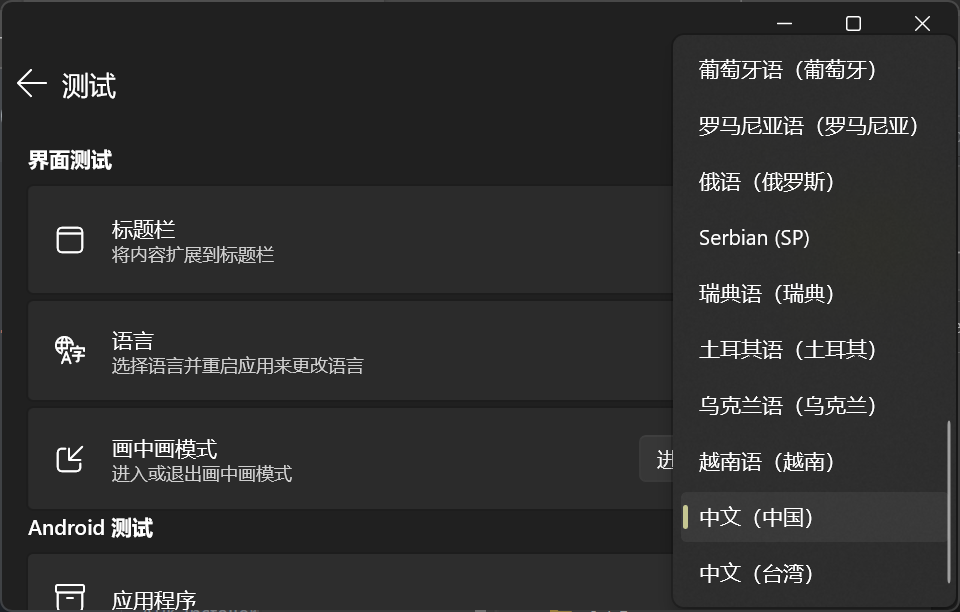 测试
界面测试
标题栏
将内容扩展到标题栏
语言
选择语言并重启应用来更改语言
画中画模式
进入或退出画中画模式
进
Android 测试
应用程序
葡萄牙语（葡萄牙）
罗马尼亚语（罗马尼亚）
俄语（俄罗斯）
Serbian (SP)
瑞典语（瑞典）
土耳其语（土耳其）
乌克兰语（乌克兰）
越南语（越南）
中文（中国）
中文（台湾）